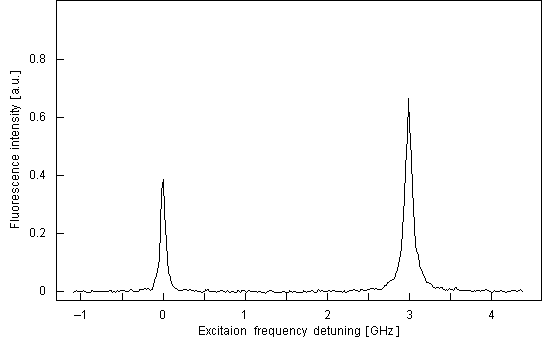 Fluorescence intensity [a.u.]
0.8
0.6
0.4
0.2
0
−1 0 1 2 3 4
Excitaion frequency detuning [GHz]